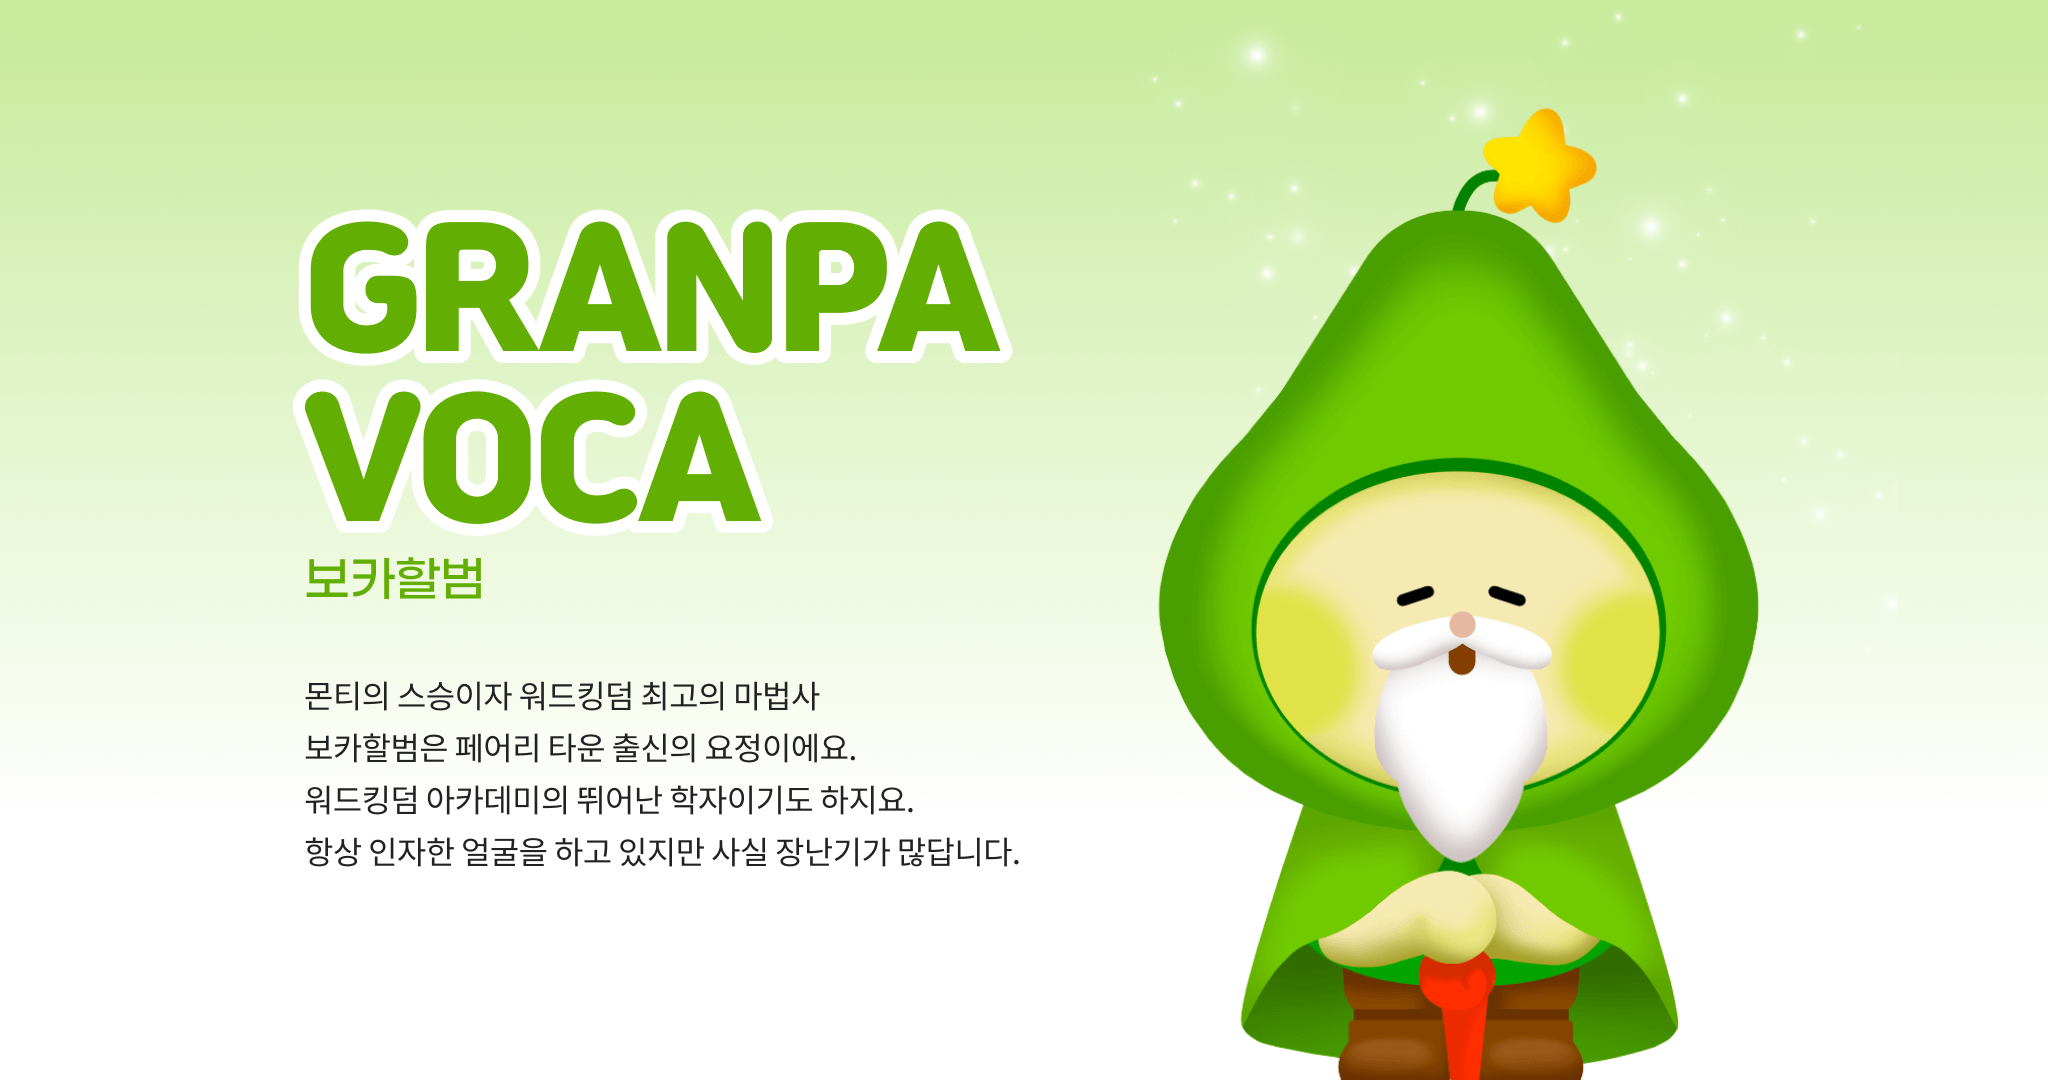 GRANPA
VOCA
보카할범
몬티의 스승이자 워드킹덤 최고의 마법사
보카할범은 페어리 타운 출신의 요정이에요.
워드킹덤 아카데미의 뛰어난 학자이기도 하지요.
항상 인자한 얼굴을 하고 있지만 사실 장난기가 많답니다.